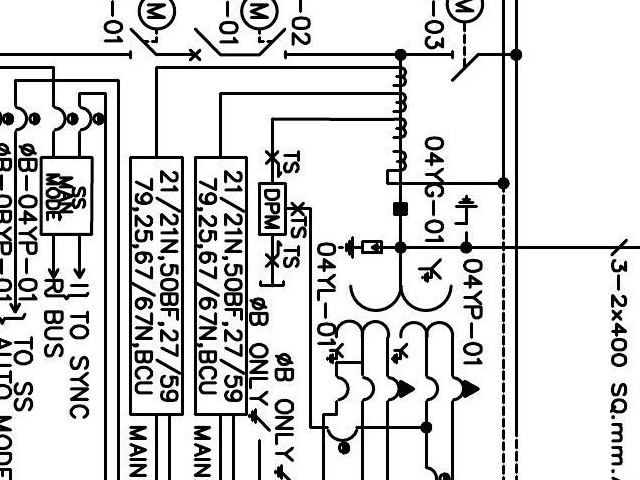 -01
M
-01
M
-02
-03
M
04YG-01
TS
DPM
TS
TS
21/21N,50BF,27/59
79,25,67/67N,BCU
21/21N,50BF,27/59
79,25,67/67N,BCU
SS
MAN
MODE
ØB-04YP-01
ØB-0BYP-01
I
R
TO SYNC
BUS
TO SS
AUTO MODE
04YL-01
04YP-01
ØB ONLY
ØB ONLY
MAIN
MAIN
3-2x400 SQ.mm.